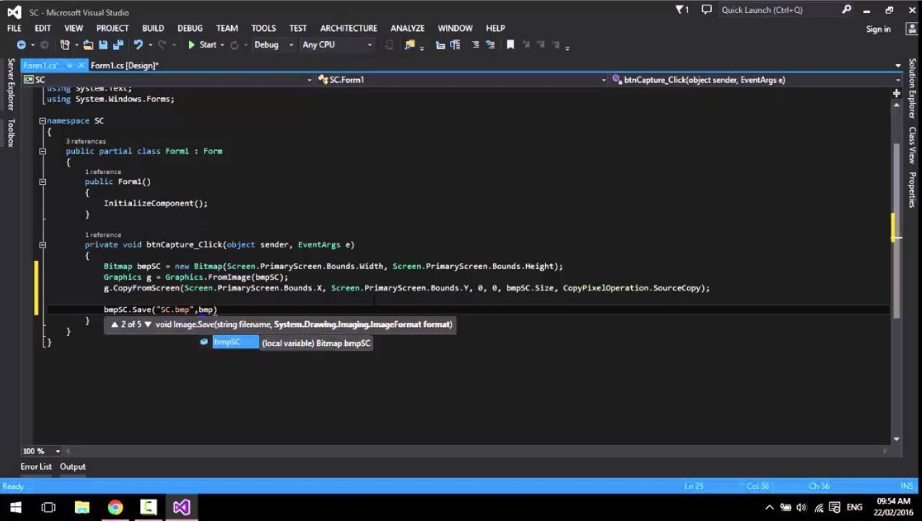 SC - Microsoft Visual Studio
1
Quick Launch (Ctrl+Q)
FILE EDIT VIEW PROJECT BUILD DEBUG TEAM TOOLS TEST ARCHITECTURE ANALYZE WINDOW HELP
Sign in
Start Debug Any CPU
Form1.cs* Form1.cs [Design]*
SC SC.Form1 btnCapture_Click(object sender, EventArgs e)
Server Explorer
Toolbox
Solution Explorer
Class View
Properties
using System.Text;
using System.Windows.Forms;
namespace SC
{
3 references
public partial class Form1 : Form
{
1 reference
public Form1()
{
InitializeComponent();
}
1 reference
private void btnCapture_Click(object sender, EventArgs e)
{
Bitmap bmpSC = new Bitmap(Screen.PrimaryScreen.Bounds.Width, Screen.PrimaryScreen.Bounds.Height);
Graphics g = Graphics.FromImage(bmpSC);
g.CopyFromScreen(Screen.PrimaryScreen.Bounds.X, Screen.PrimaryScreen.Bounds.Y, 0, 0, bmpSC.Size, CopyPixelOperation.SourceCopy);
bmpSC.Save("SC.bmp",bmp)
}
▲ 2 of 5 ▼ void Image.Save(string filename, System.Drawing.Imaging.ImageFormat format)
}
bmpSC (local variable) Bitmap bmpSC
}
100 %
Error List Output
Ready Ln 25 Col 36 Ch 36 INS
ENG
09:54 AM
22/02/2016